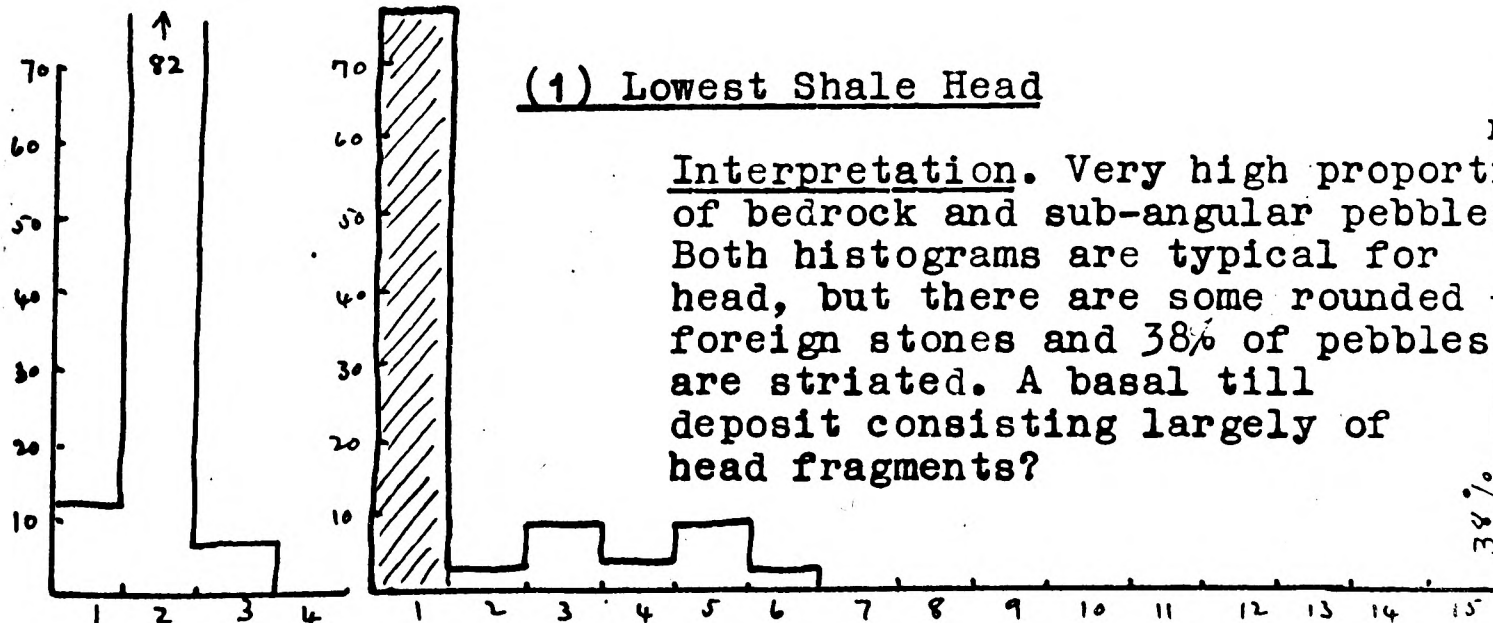 ↑
82
70
60
50
40
30
20
10
1 2 3 4
70
60
50
40
30
20
10
1 2 3 4 5 6 7 8 9 10 11 12 13 14 15
(1) Lowest Shale Head
Interpretation. Very high proporti
of bedrock and sub-angular pebble
Both histograms are typical for
head, but there are some rounded
foreign stones and 38% of pebbles
are striated. A basal till
deposit consisting largely of
head fragments?
38%